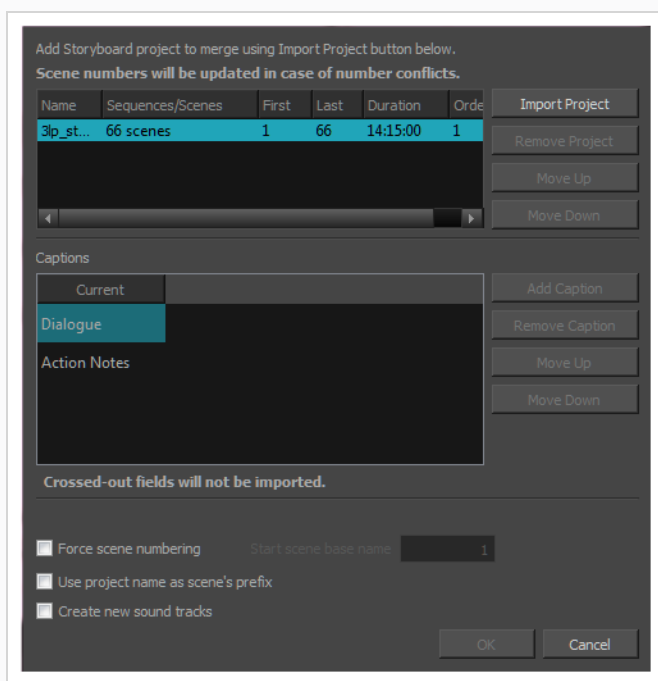 Add Storyboard project to merge using Import Project button below.
Scene numbers will be updated in case of number conflicts.
Name Sequences/Scenes First Last Duration Orde
3lp_st... 66 scenes 1 66 14:15:00 1
Import Project
Remove Project
Move Up
Move Down
Captions
Current
Dialogue
Action Notes
Add Caption
Remove Caption
Move Up
Move Down
Crossed-out fields will not be imported.
Force scene numbering Start scene base name 1
Use project name as scene's prefix
Create new sound tracks
OK Cancel